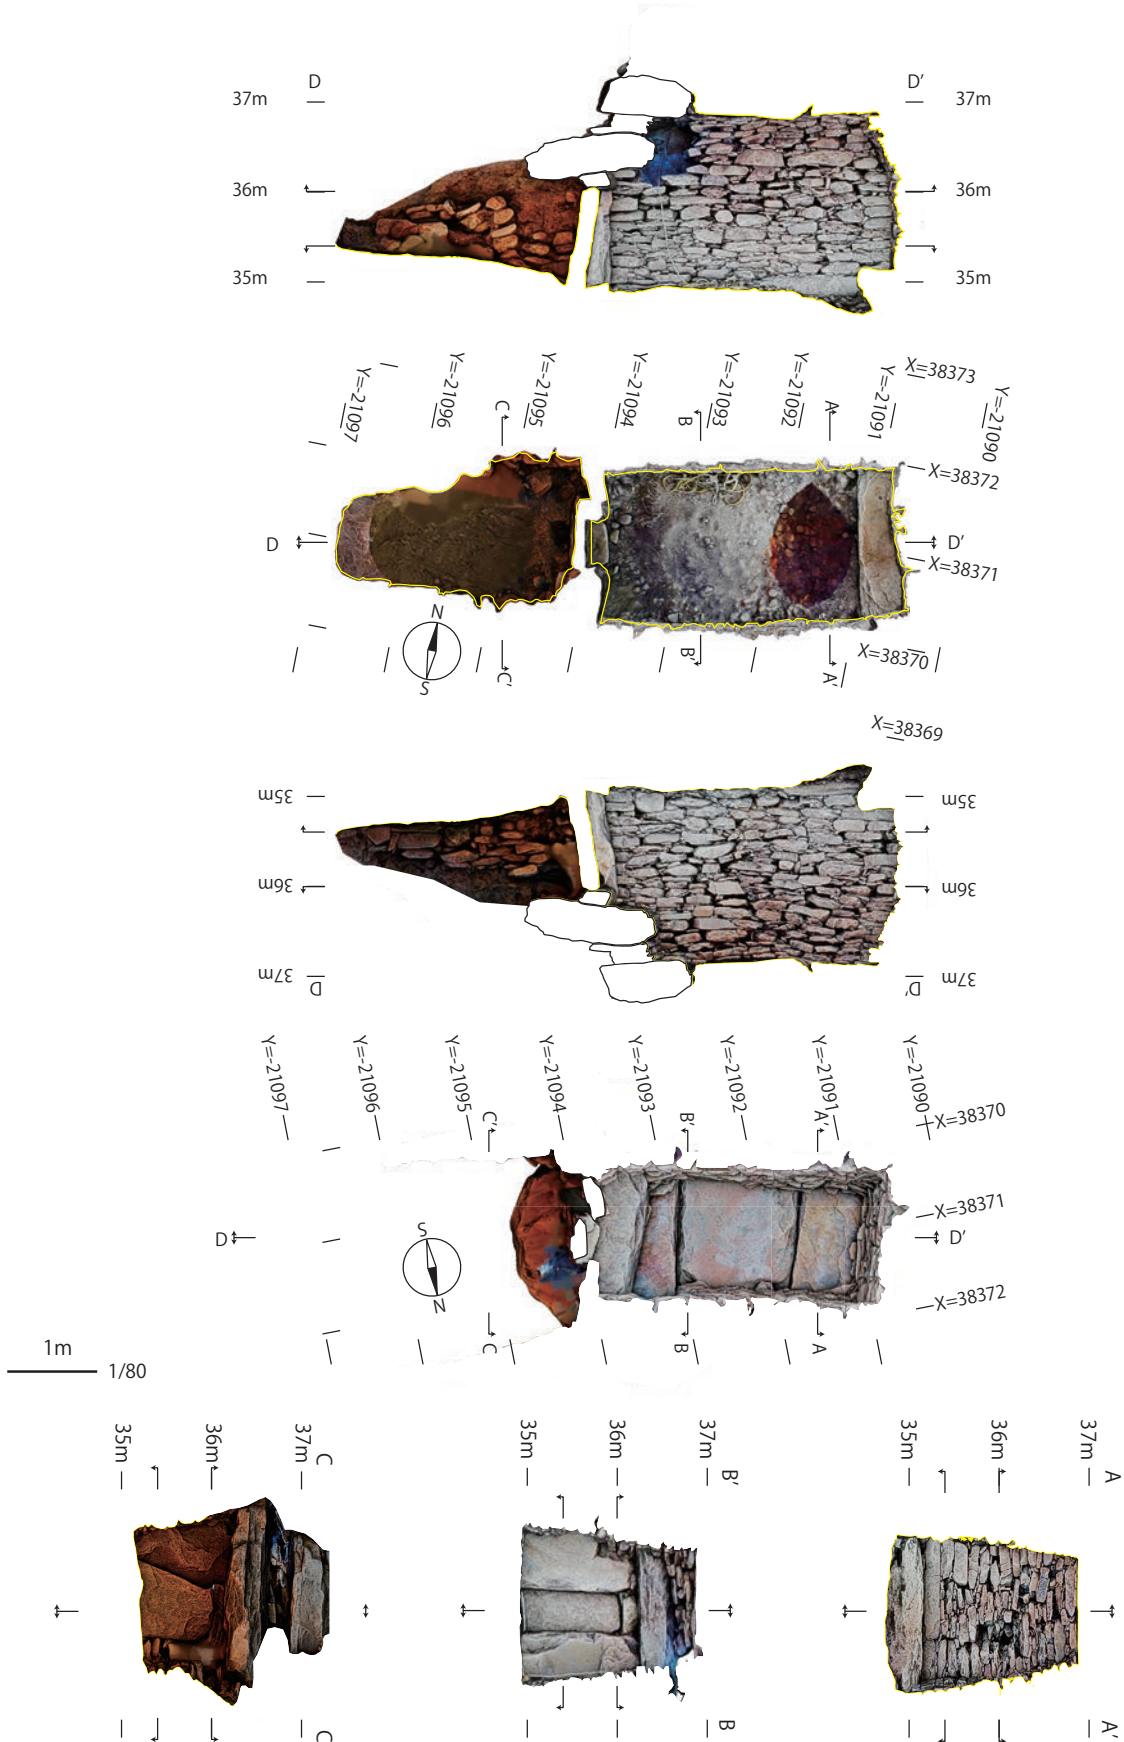 D
D'
37m
37m
36m
36m
35m
35m
Y=-21097
Y=-21096
Y=-21095
Y=-21094
Y=-21093
Y=-21092
Y=-21091
Y=-21090
X=38373
C
B
A
X=38372
D
D'
X=38371
N
S
C'
B'
A'
X=38370
X=38369
35m
35m
36m
36m
37m
37m
D
D'
Y=-21097
Y=-21096
Y=-21095
Y=-21094
Y=-21093
Y=-21092
Y=-21091
Y=-21090
X=38370
C'
B'
A'
X=38371
D
D'
S
N
X=38372
C
B
A
1m
1/80
35m
36m
37m
C
35m
36m
37m
B'
35m
36m
37m
A
C
B
A'